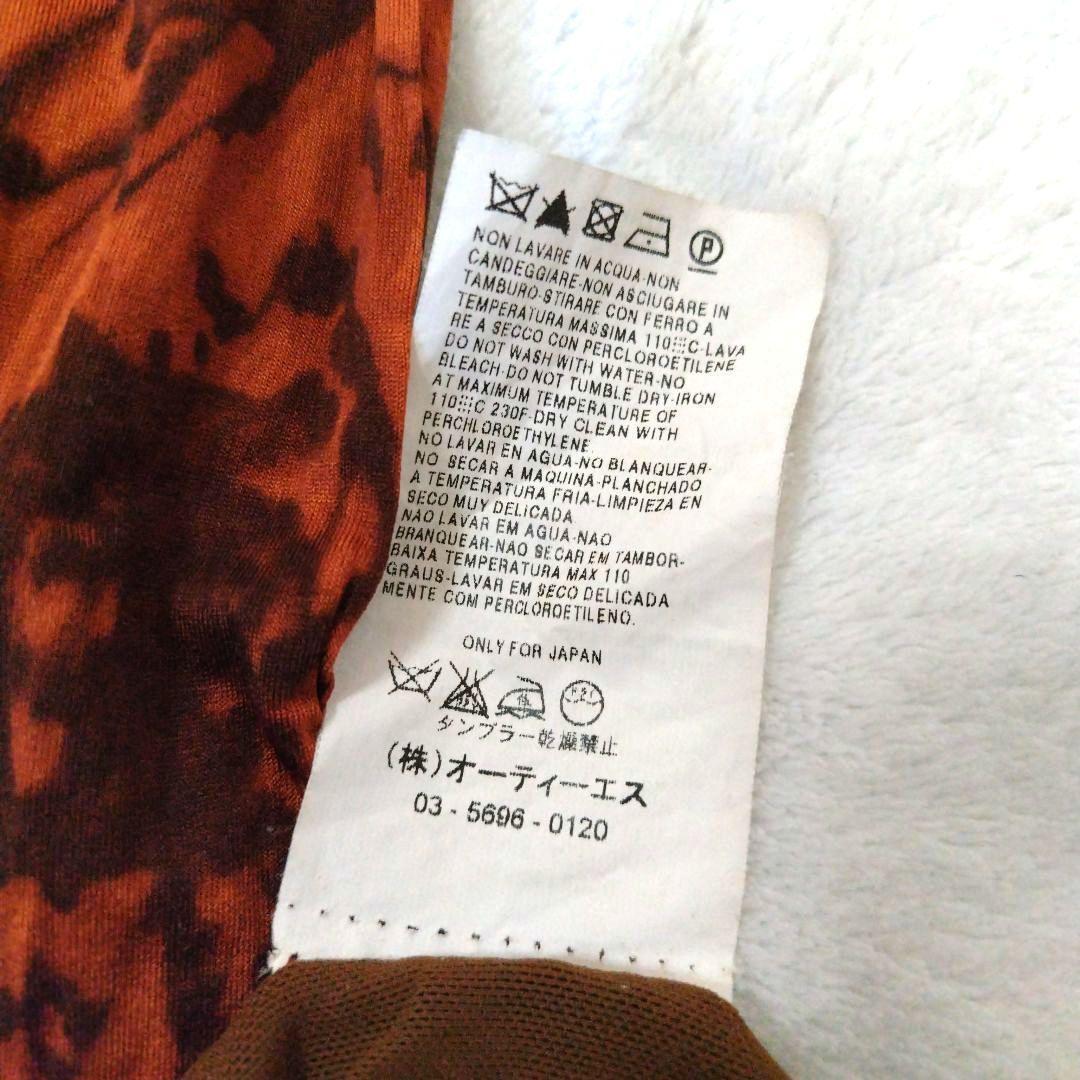 P
NON LAVARE IN ACQUA-NON
CANDEGGIARE-NON ASCIUGARE IN
TAMBURO-STIRARE CON FERRO A
TEMPERATURA MASSIMA 110 C-LAVA
RE A SECCO CON PERCLOROETILENE
DO NOT WASH WITH WATER-NO
BLEACH-DO NOT TUMBLE DRY-IRON
AT MAXIMUM TEMPERATURE OF
110 C 230F-DRY CLEAN WITH
PERCHLOROETHYLENE.
NO LAVAR EN AGUA-NO BLANQUEAR-
NO SECAR A MAQUINA-PLANCHADO
A TEMPERATURA FRIA-LIMPIEZA EN
SECO MUY DELICADA
NAO LAVAR EM AGUA-NAO
BRANQUEAR-NAO SECAR EM TAMBOR-
BAIXA TEMPERATURA MAX 110
GRAUS-LAVAR EM SECO DELICADA
MENTE COM PERCLOROETILENO.
ONLY FOR JAPAN
低
タンブラー乾燥禁止
(株)オーティーエス
03-5696-0120